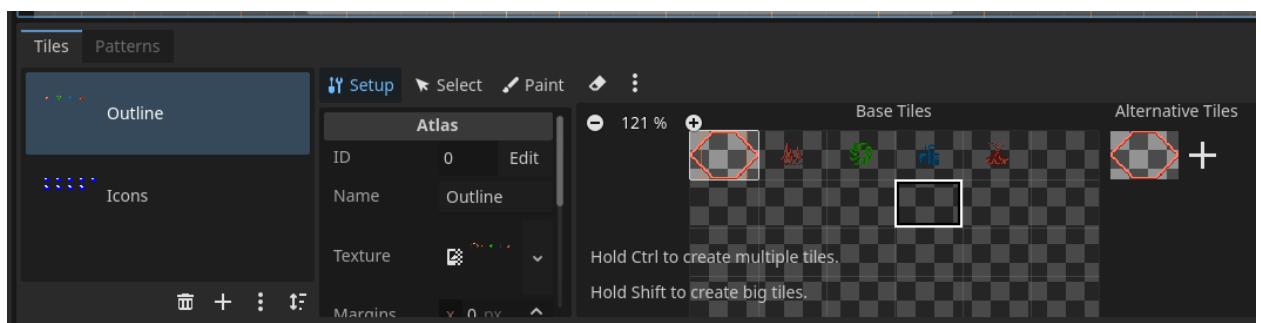 Tiles Patterns
Outline
Icons
Setup Select Paint
Atlas
ID 0 Edit
Name Outline
Texture
Margins x 0 px
121 %
Base Tiles
Alternative Tiles
Hold Ctrl to create multiple tiles.
Hold Shift to create big tiles.